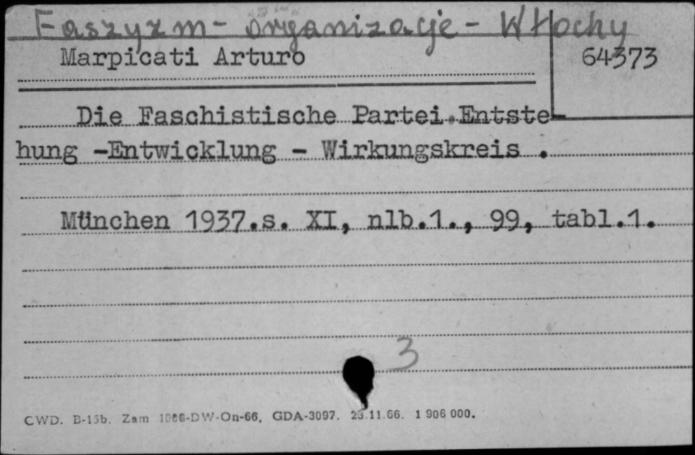 Faszyzm - organizacje - Włochy
Marpicati Arturo 64373
Die Faschistische Partei.Entste-
hung -Entwicklung - Wirkungskreis .
München 1937.s. XI, nlb.1., 99, tabl.1.
3
CWD. B-15b. Zam 1066-DW-On-66, GDA-3097. 25.11.66. 1 906 000.